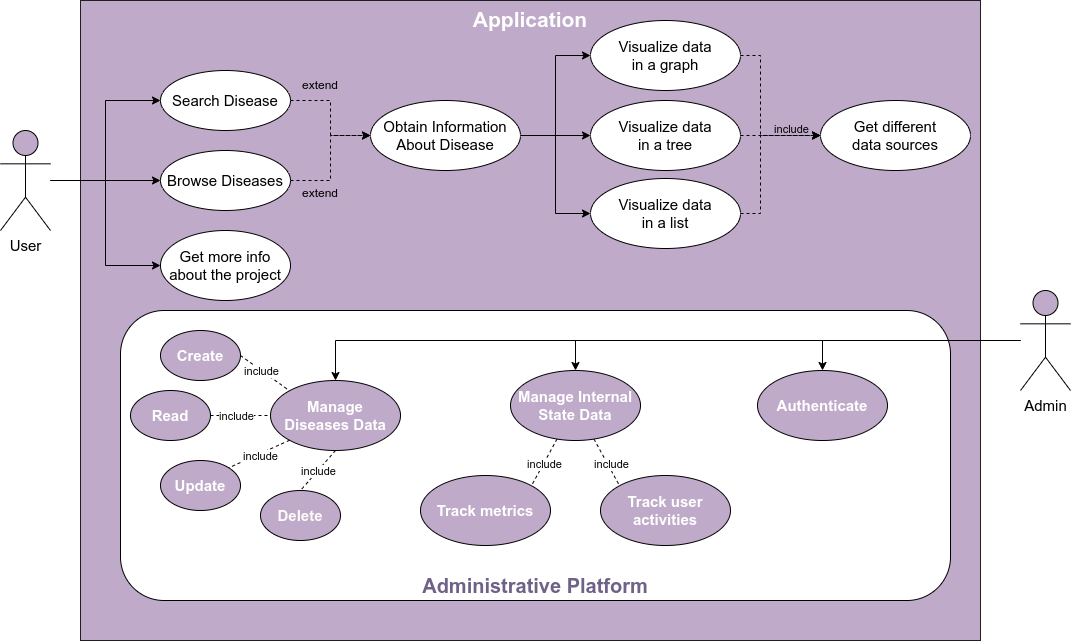 Application
Visualize data
in a graph
extend
Search Disease
Obtain Information
About Disease
Visualize data
in a tree
include
Get different
data sources
Browse Diseases
extend
Visualize data
in a list
User
Get more info
about the project
Create
include
Read
include
Manage
Diseases Data
Manage Internal
State Data
Authenticate
Admin
include
Update
include
Delete
include
include
Track metrics
Track user
activities
Administrative Platform